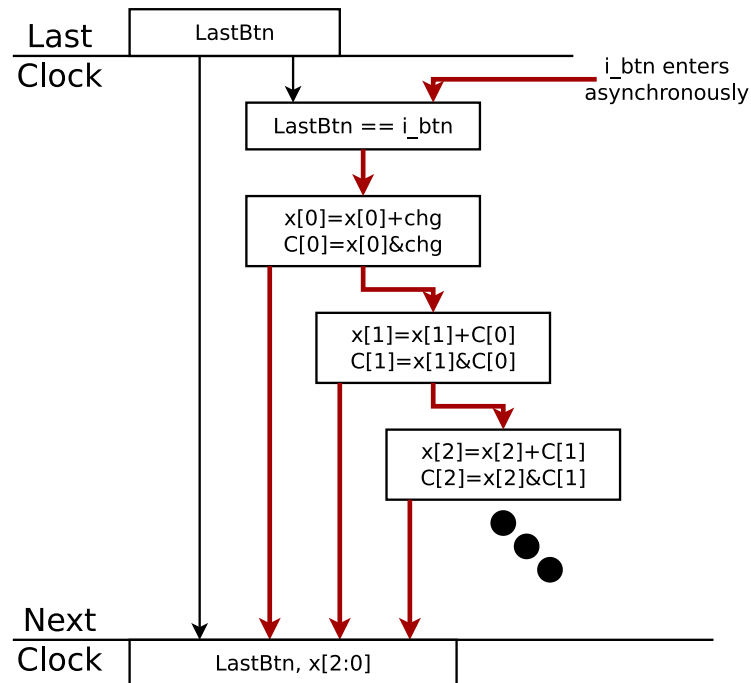 Last
Clock
LastBtn
i_btn enters
asynchronously
LastBtn == i_btn
x[0]=x[0]+chg
C[0]=x[0]&chg
x[1]=x[1]+C[0]
C[1]=x[1]&C[0]
x[2]=x[2]+C[1]
C[2]=x[2]&C[1]
Next
Clock
LastBtn, x[2:0]